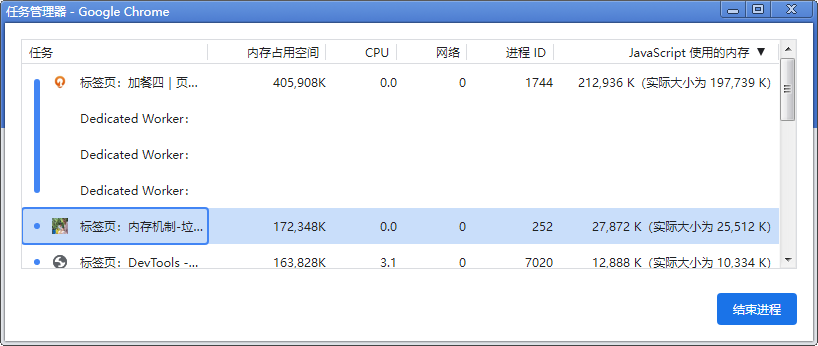 任务管理器 - Google Chrome
任务 内存占用空间 CPU 网络 进程 ID JavaScript 使用的内存 ▼
标签页：加餐四｜页... 405,908K 0.0 0 1744 212,936 K（实际大小为 197,739 K）
Dedicated Worker：
Dedicated Worker：
Dedicated Worker：
标签页：内存机制-垃... 172,348K 0.0 0 252 27,872 K（实际大小为 25,512 K）
标签页：DevTools -... 163,828K 3.1 0 7020 12,888 K（实际大小为 10,334 K）
结束进程